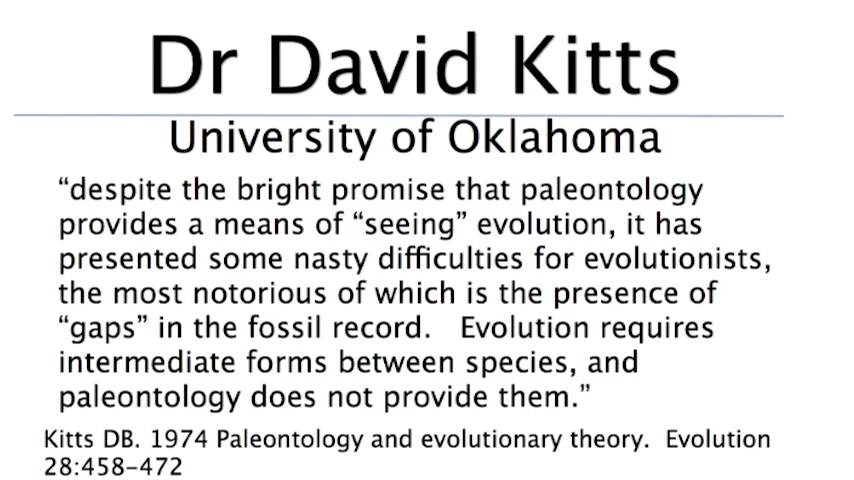 Dr David Kitts
University of Oklahoma
“despite the bright promise that paleontology
provides a means of “seeing” evolution, it has
presented some nasty difficulties for evolutionists,
the most notorious of which is the presence of
“gaps” in the fossil record.   Evolution requires
intermediate forms between species, and
paleontology does not provide them.”
Kitts DB. 1974 Paleontology and evolutionary theory.  Evolution
28:458–472